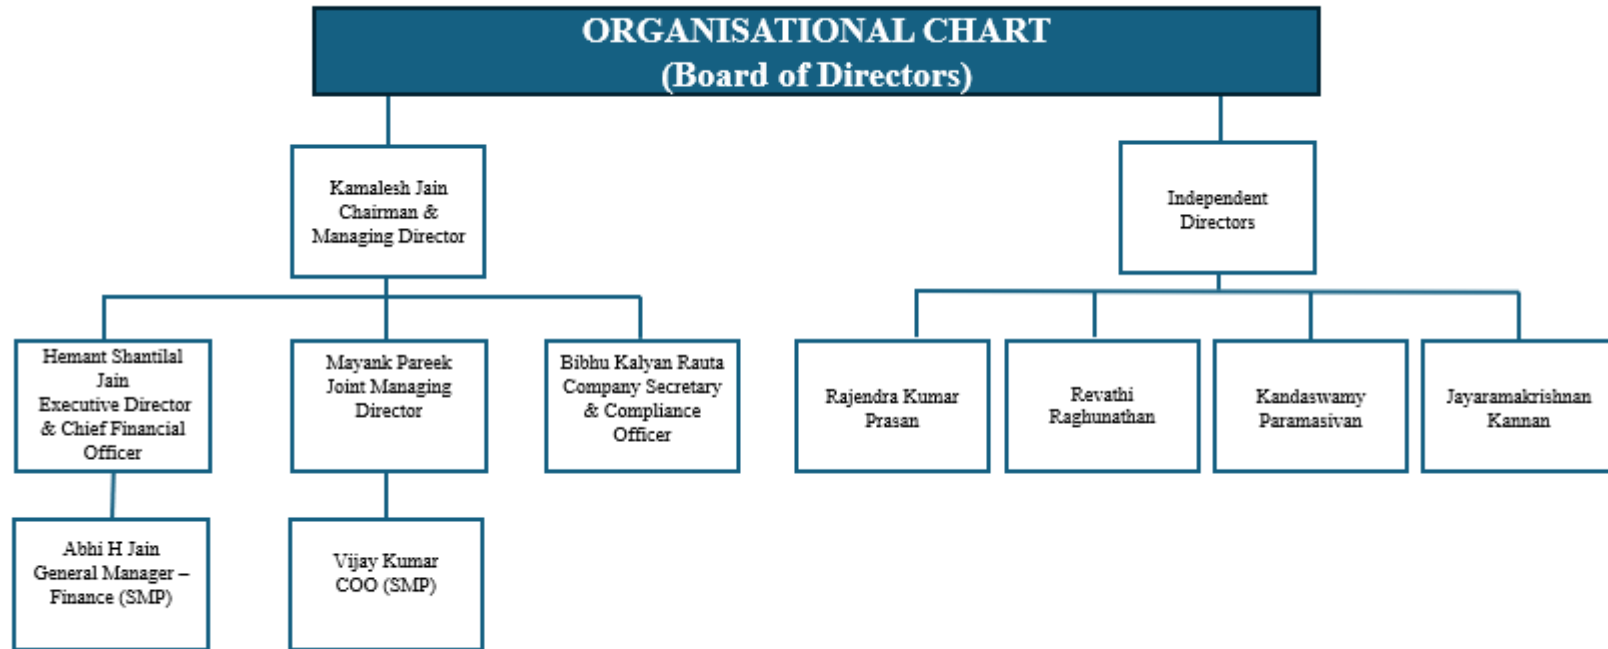 ORGANISATIONAL CHART
(Board of Directors)
Kamalesh Jain
Chairman &
Managing Director
Independent
Directors
Hemant Shantilal
Jain
Executive Director
& Chief Financial
Officer
Mayank Pareek
Joint Managing
Director
Bibhu Kalyan Rauta
Company Secretary
& Compliance
Officer
Rajendra Kumar
Prasan
Revathi
Raghunathan
Kandaswamy
Paramasivan
Jayaramakrishnan
Kannan
Abhi H Jain
General Manager –
Finance (SMP)
Vijay Kumar
COO (SMP)